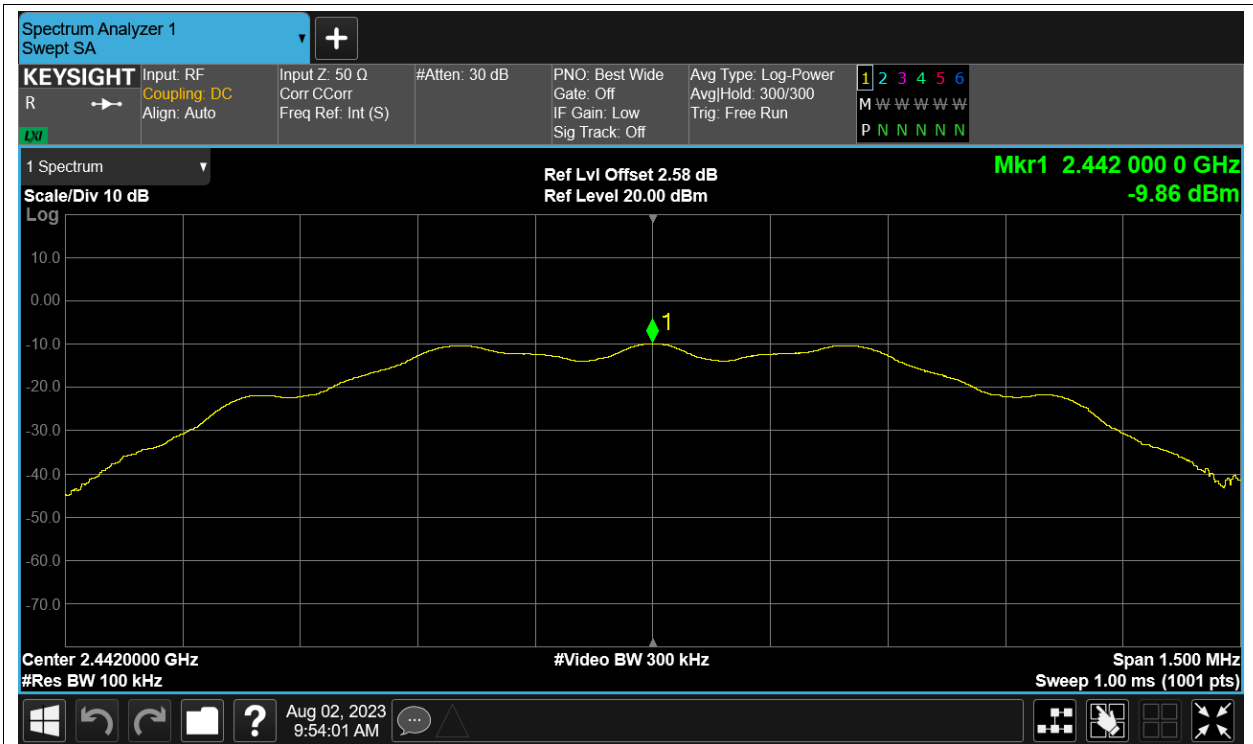 Spectrum Analyzer 1
Swept SA
KEYSIGHT
R
LXI
Input: RF
Coupling: DC
Align: Auto
Input Z: 50 Ω
Corr CCorr
Freq Ref: Int (S)
#Atten: 30 dB
PNO: Best Wide
Gate: Off
IF Gain: Low
Sig Track: Off
Avg Type: Log-Power
Avg|Hold: 300/300
Trig: Free Run
1 2 3 4 5 6
M W W W W W
P N N N N N
1 Spectrum
Scale/Div 10 dB
Log
Ref Lvl Offset 2.58 dB
Ref Level 20.00 dBm
Mkr1 2.442 000 0 GHz
-9.86 dBm
10.0
0.00
1
-10.0
-20.0
-30.0
-40.0
-50.0
-60.0
-70.0
Center 2.4420000 GHz
#Video BW 300 kHz
Span 1.500 MHz
#Res BW 100 kHz
Sweep 1.00 ms (1001 pts)
?
Aug 02, 2023
9:54:01 AM